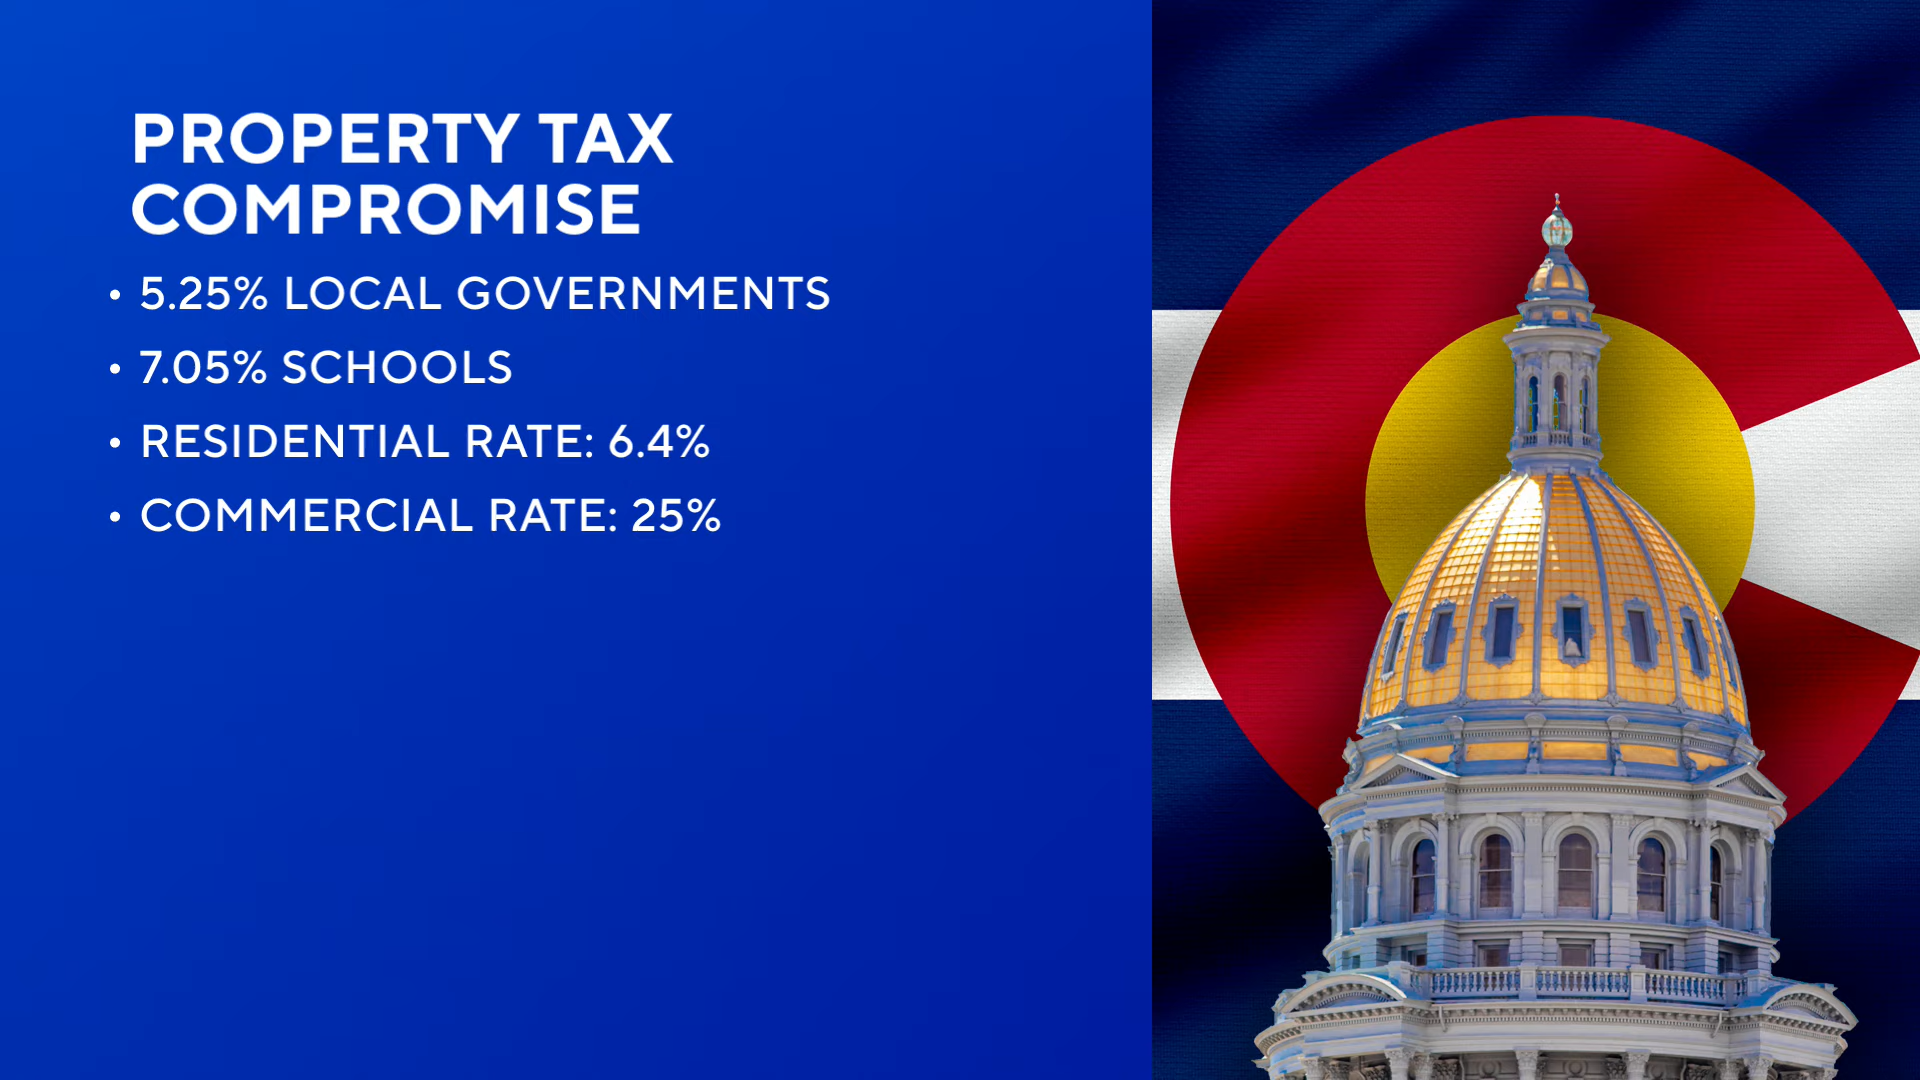 PROPERTY TAX
COMPROMISE
• 5.25% LOCAL GOVERNMENTS
• 7.05% SCHOOLS
• RESIDENTIAL RATE: 6.4%
• COMMERCIAL RATE: 25%